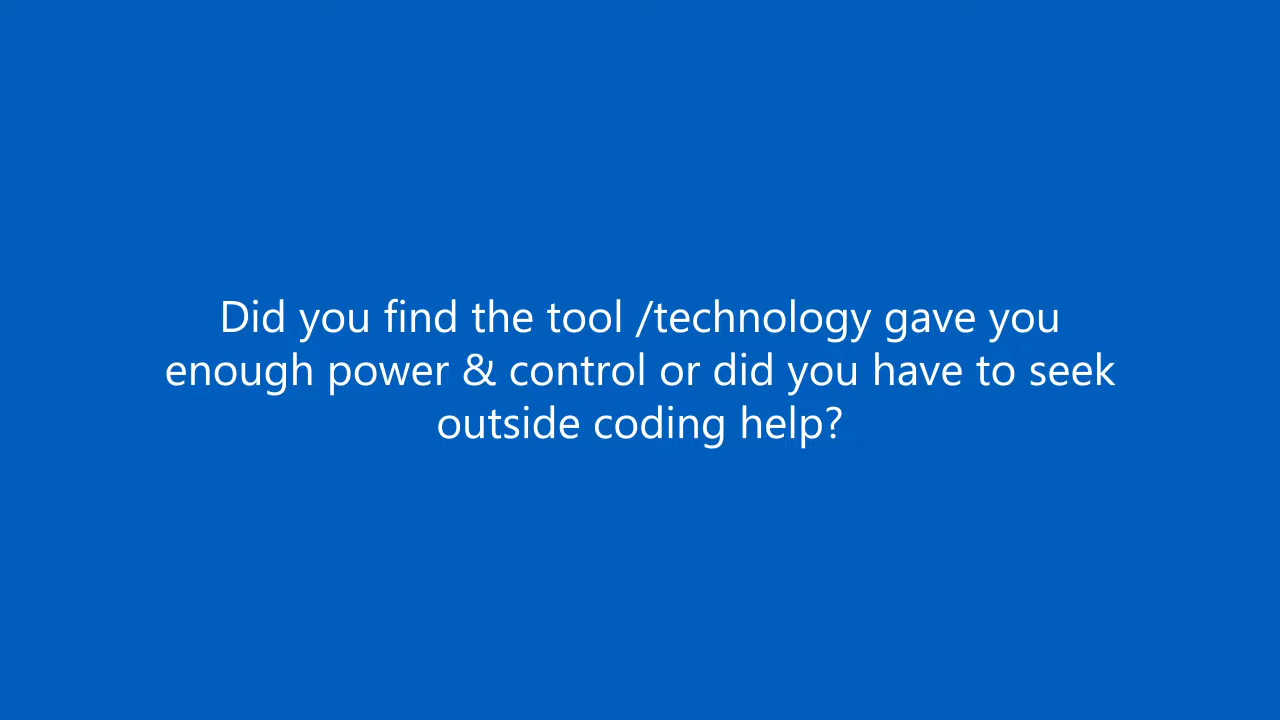 Did you find the tool /technology gave you
enough power & control or did you have to seek
outside coding help?